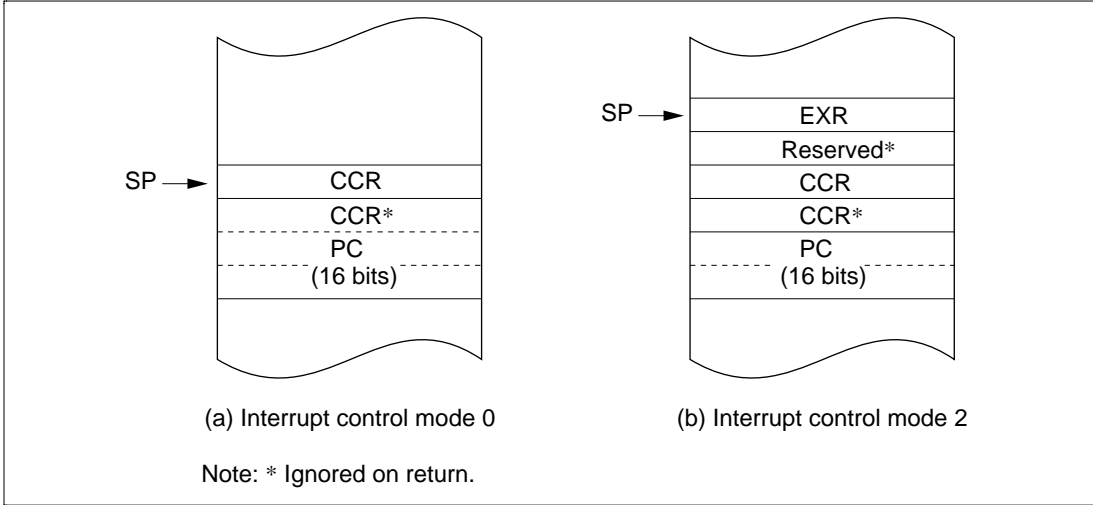 SP
CCR
CCR*
PC
(16 bits)
(a) Interrupt control mode 0
SP
EXR
Reserved*
CCR
CCR*
PC
(16 bits)
(b) Interrupt control mode 2
Note: * Ignored on return.